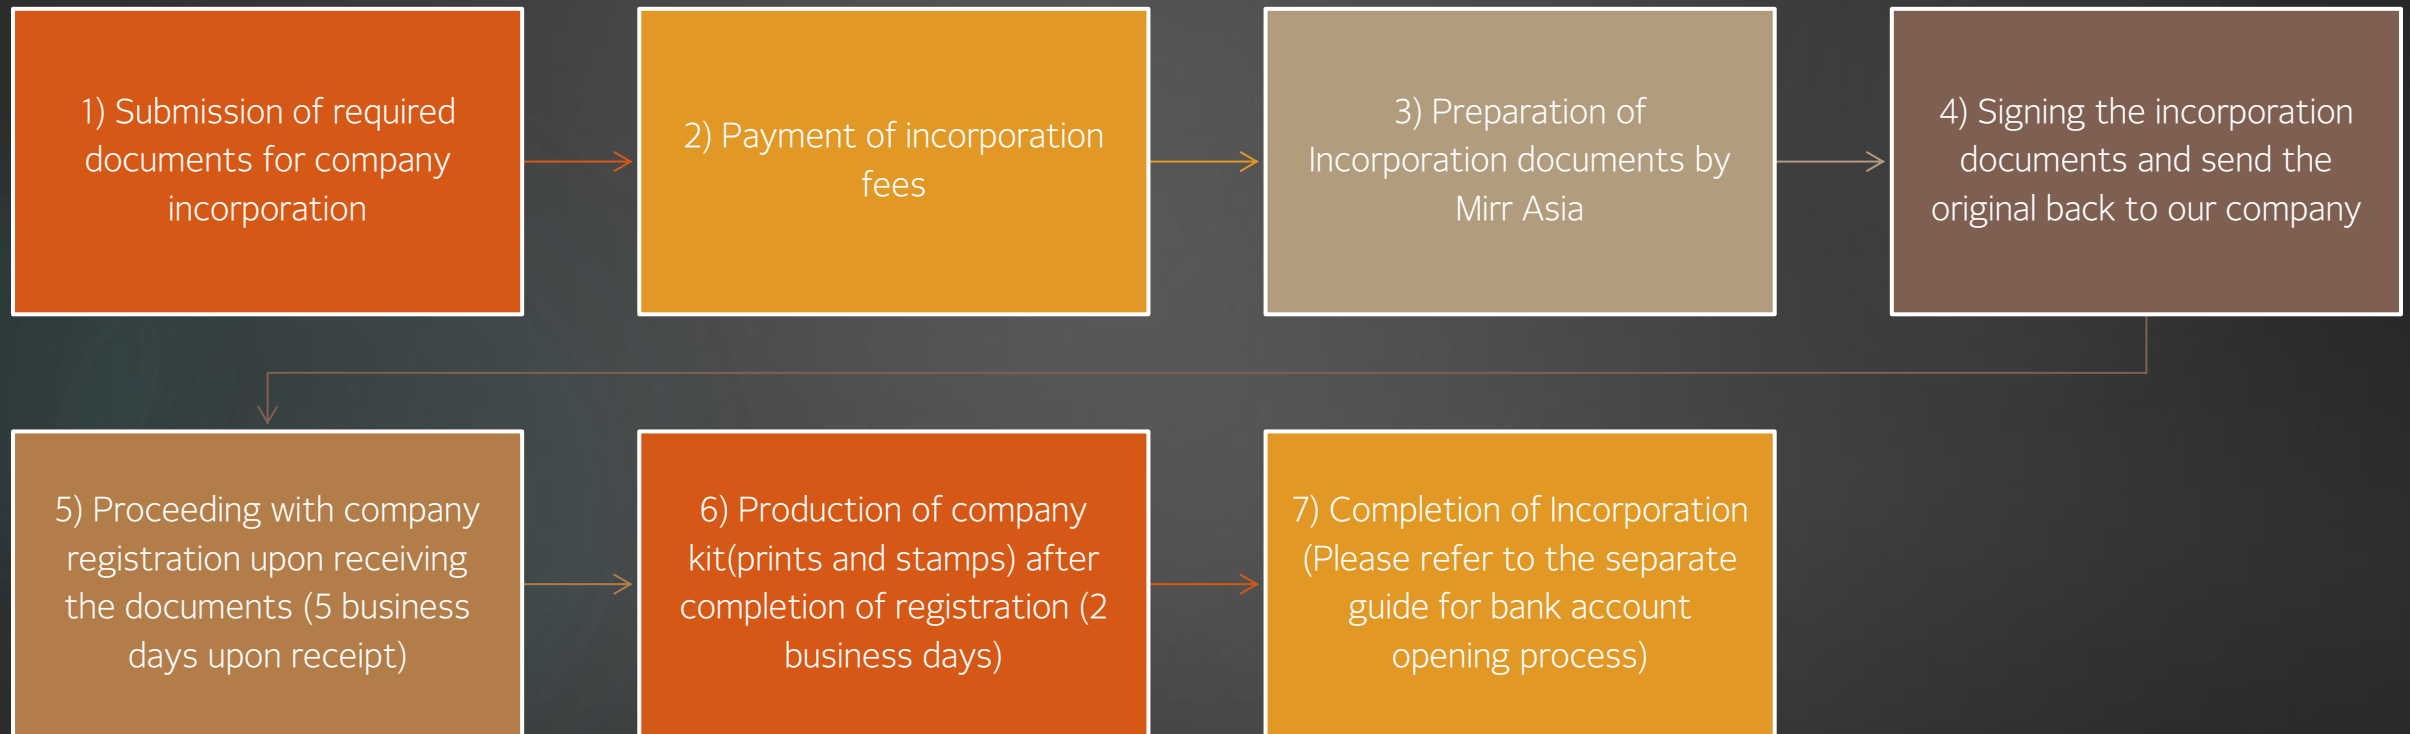 1) Submission of required
documents for company
incorporation
2) Payment of incorporation
fees
3) Preparation of
Incorporation documents by
Mirr Asia
4) Signing the incorporation
documents and send the
original back to our company
5) Proceeding with company
registration upon receiving
the documents (5 business
days upon receipt)
6) Production of company
kit(prints and stamps) after
completion of registration (2
business days)
7) Completion of Incorporation
(Please refer to the separate
guide for bank account
opening process)